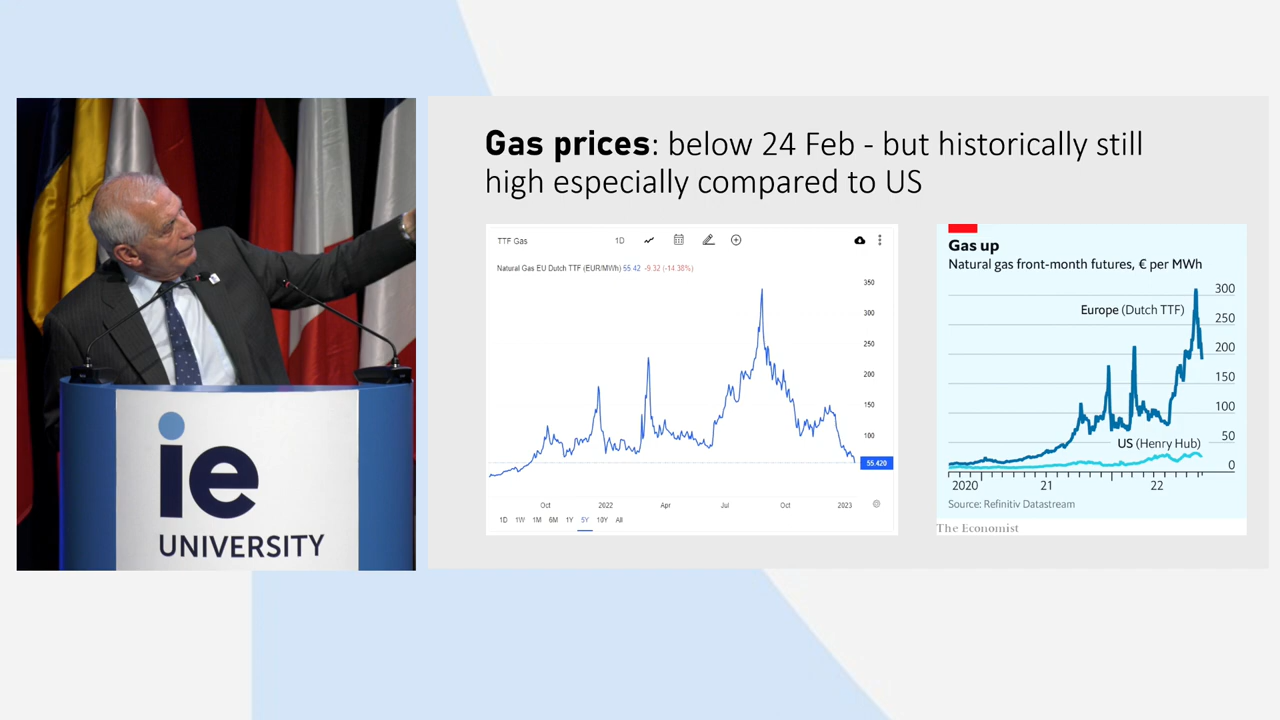 Gas prices: below 24 Feb - but historically still
high especially compared to US
TTF Gas
1D
Natural Gas EU Dutch TTF (EUR/MWh) 55.42 -9.32 (-14.38%)
350
300
250
200
150
100
55.420
Oct
2022
Apr
Jul
Oct
2023
1D 1W 1M 6M 1Y 5Y 10Y All
Gas up
Natural gas front-month futures, € per MWh
300
Europe (Dutch TTF)
250
200
150
100
US (Henry Hub)
50
0
2020
21
22
Source: Refinitiv Datastream
The Economist
ie
UNIVERSITY